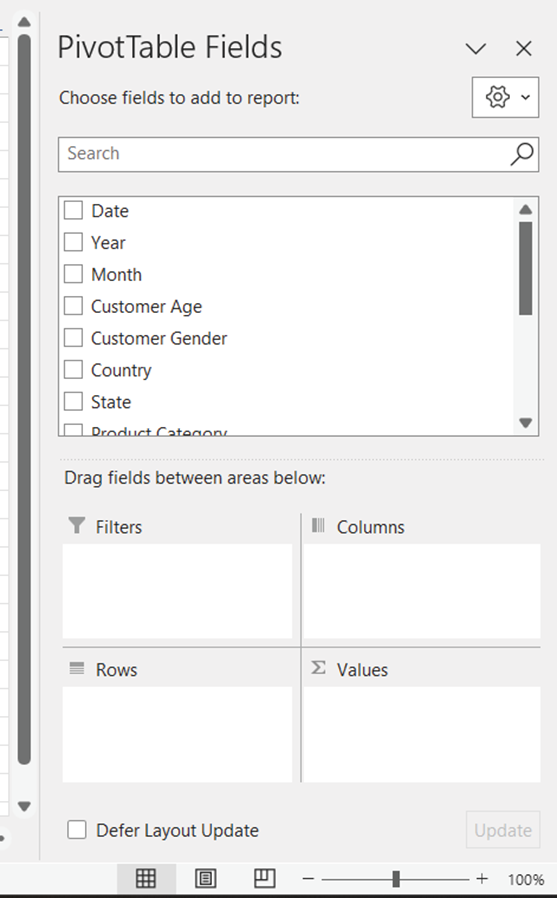 PivotTable Fields
Choose fields to add to report:
Search
Date
Year
Month
Customer Age
Customer Gender
Country
State
Product Category
Drag fields between areas below:
Filters
Columns
Rows
Σ Values
Defer Layout Update
Update
100%